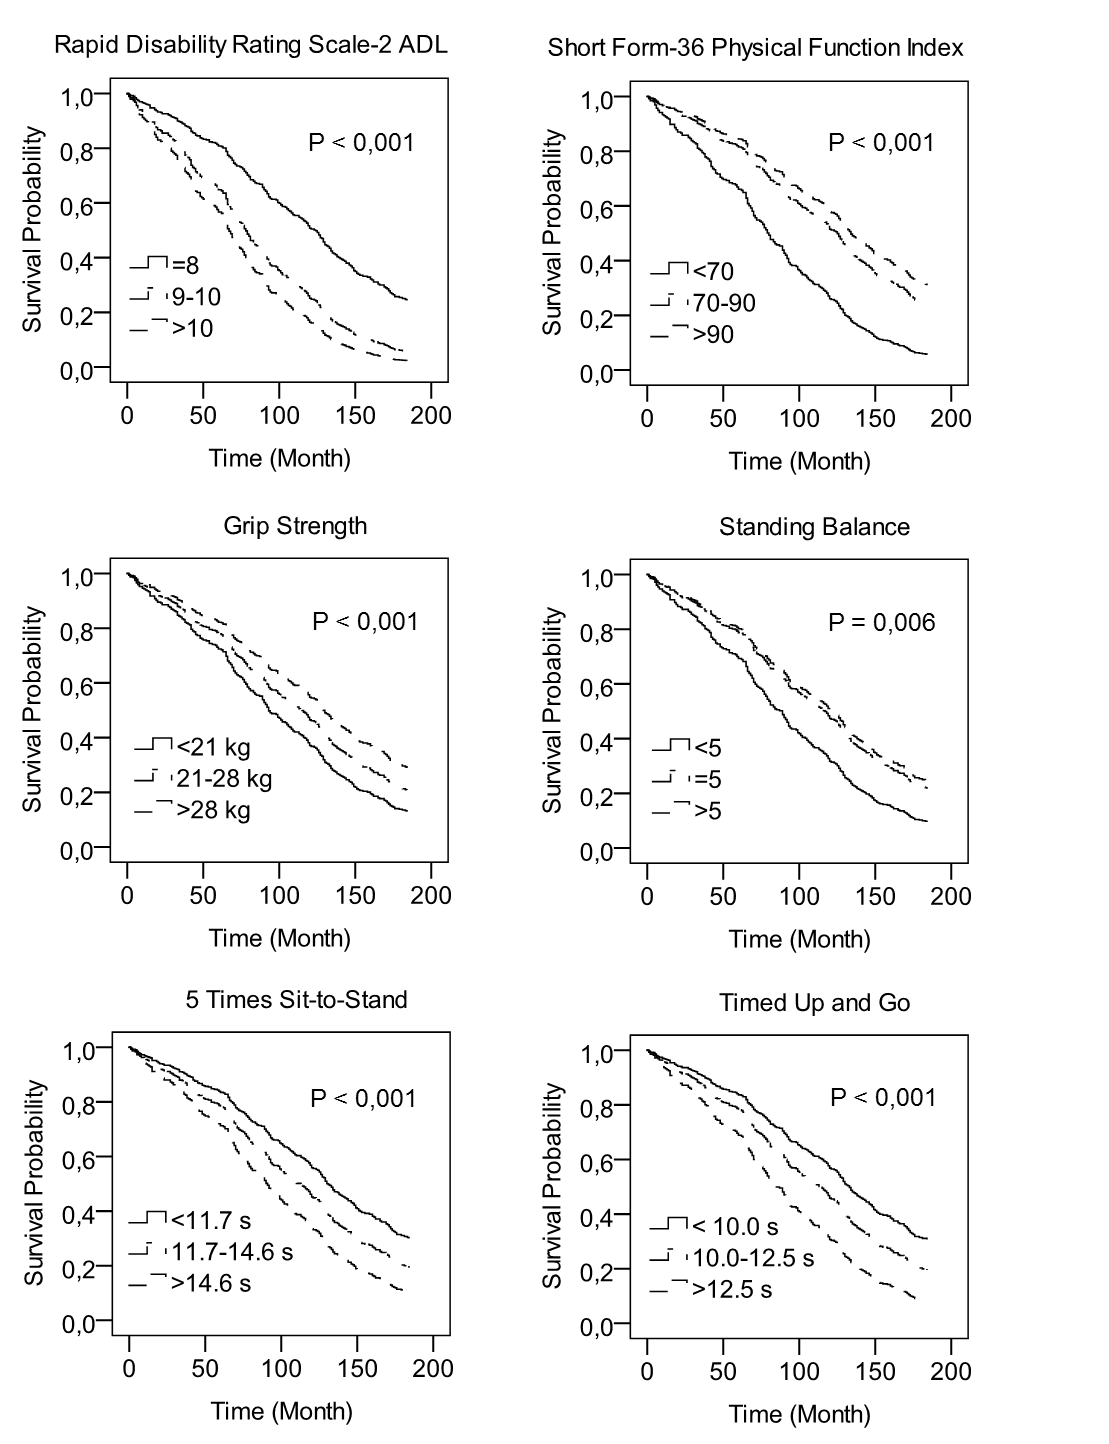 Rapid Disability Rating Scale-2 ADL
Survival Probability
1,0
0,8
0,6
0,4
0,2
0,0
P < 0,001
=8
9-10
>10
0 50 100 150 200
Time (Month)
Short Form-36 Physical Function Index
Survival Probability
1,0
0,8
0,6
0,4
0,2
0,0
P < 0,001
<70
70-90
>90
0 50 100 150 200
Time (Month)
Grip Strength
Survival Probability
1,0
0,8
0,6
0,4
0,2
0,0
P < 0,001
<21 kg
21-28 kg
>28 kg
0 50 100 150 200
Time (Month)
Standing Balance
Survival Probability
1,0
0,8
0,6
0,4
0,2
0,0
P = 0,006
<5
=5
>5
0 50 100 150 200
Time (Month)
5 Times Sit-to-Stand
Survival Probability
1,0
0,8
0,6
0,4
0,2
0,0
P < 0,001
<11.7 s
11.7-14.6 s
>14.6 s
0 50 100 150 200
Time (Month)
Timed Up and Go
Survival Probability
1,0
0,8
0,6
0,4
0,2
0,0
P < 0,001
< 10.0 s
10.0-12.5 s
>12.5 s
0 50 100 150 200
Time (Month)